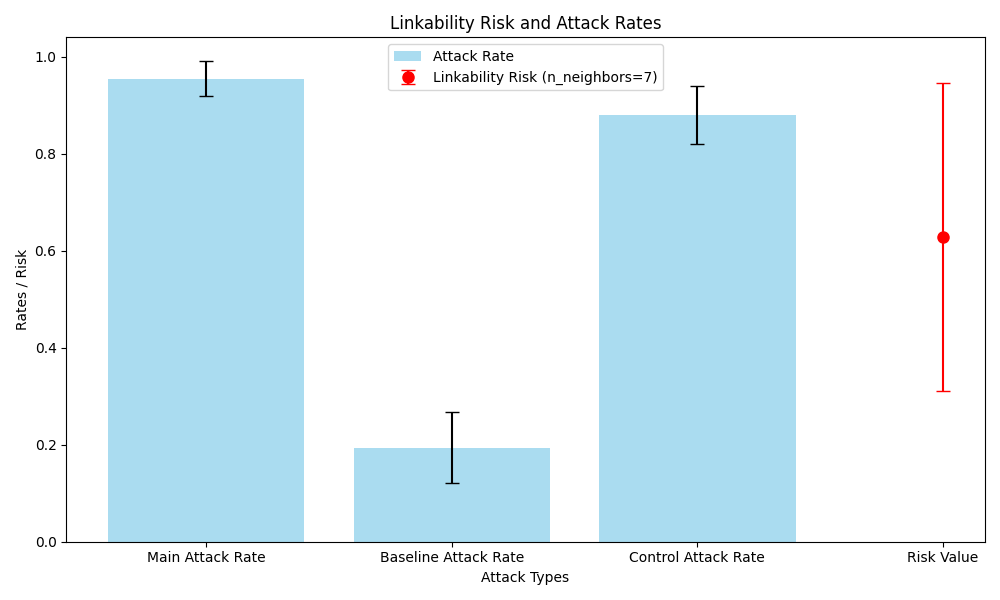 Linkability Risk and Attack Rates
Attack Rate
Linkability Risk (n_neighbors=7)
Rates / Risk
1.0
0.8
0.6
0.4
0.2
0.0
Main Attack Rate
Baseline Attack Rate
Control Attack Rate
Risk Value
Attack Types